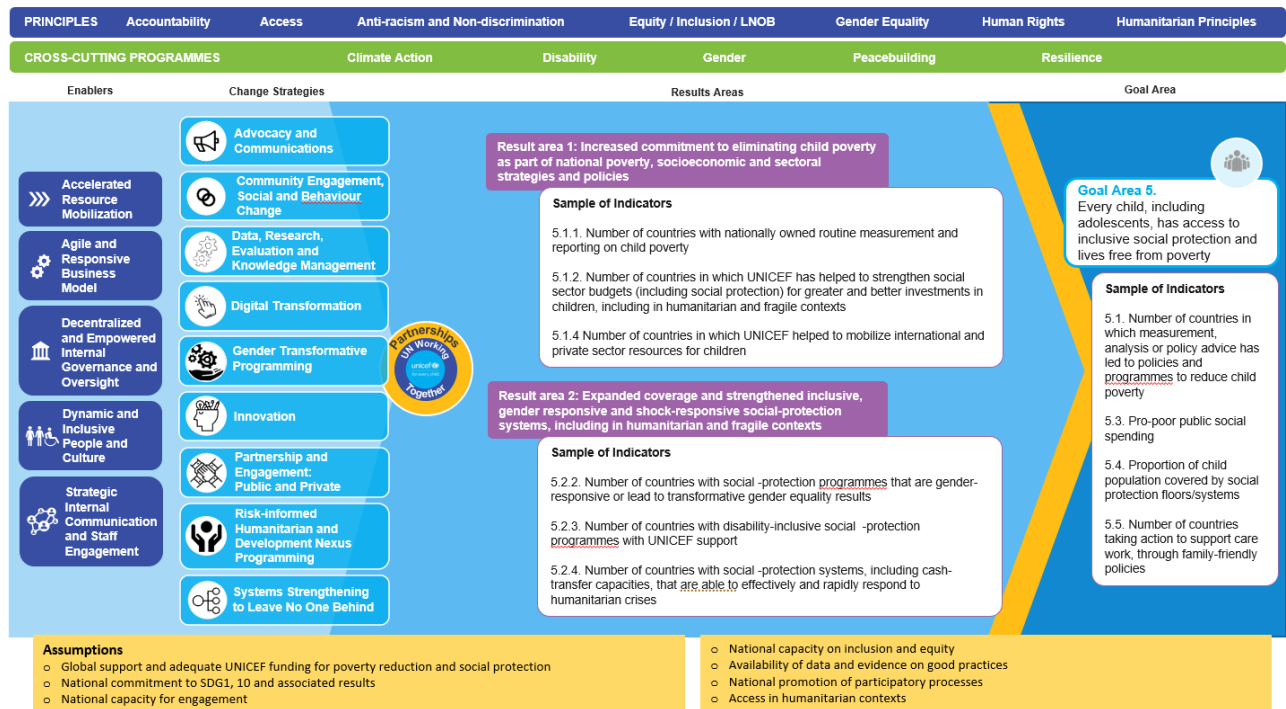 PRINCIPLES Accountability Access Anti-racism and Non-discrimination Equity / Inclusion / LNOB Gender Equality Human Rights Humanitarian Principles
CROSS-CUTTING PROGRAMMES Climate Action Disability Gender Peacebuilding Resilience
Enablers Change Strategies Results Areas Goal Area
Accelerated
Resource
Mobilization
Agile and
Responsive
Business
Model
Decentralized
and Empowered
Internal
Governance and
Oversight
Dynamic and
Inclusive
People and
Culture
Strategic
Internal
Communication
and Staff
Engagement
Advocacy and
Communications
Community Engagement,
Social and Behaviour
Change
Data, Research,
Evaluation and
Knowledge Management
Digital Transformation
Gender Transformative
Programming
Innovation
Partnership and
Engagement:
Public and Private
Risk-informed
Humanitarian and
Development Nexus
Programming
Systems Strengthening
to Leave No One Behind
Partnerships
UN Working
Together
unicef
for every child
Result area 1: Increased commitment to eliminating child poverty
as part of national poverty, socioeconomic and sectoral
strategies and policies
Sample of Indicators
5.1.1. Number of countries with nationally owned routine measurement and
reporting on child poverty
5.1.2. Number of countries in which UNICEF has helped to strengthen social
sector budgets (including social protection) for greater and better investments in
children, including in humanitarian and fragile contexts
5.1.4 Number of countries in which UNICEF helped to mobilize international and
private sector resources for children
Result area 2: Expanded coverage and strengthened inclusive,
gender responsive and shock-responsive social-protection
systems, including in humanitarian and fragile contexts
Sample of Indicators
5.2.2. Number of countries with social -protection programmes that are gender-
responsive or lead to transformative gender equality results
5.2.3. Number of countries with disability-inclusive social -protection
programmes with UNICEF support
5.2.4. Number of countries with social -protection systems, including cash-
transfer capacities, that are able to effectively and rapidly respond to
humanitarian crises
Goal Area 5.
Every child, including
adolescents, has access to
inclusive social protection and
lives free from poverty
Sample of Indicators
5.1. Number of countries in
which measurement,
analysis or policy advice has
led to policies and
programmes to reduce child
poverty
5.3. Pro-poor public social
spending
5.4. Proportion of child
population covered by social
protection floors/systems
5.5. Number of countries
taking action to support care
work, through family-friendly
policies
Assumptions
o Global support and adequate UNICEF funding for poverty reduction and social protection
o National commitment to SDG1, 10 and associated results
o National capacity for engagement
o National capacity on inclusion and equity
o Availability of data and evidence on good practices
o National promotion of participatory processes
o Access in humanitarian contexts